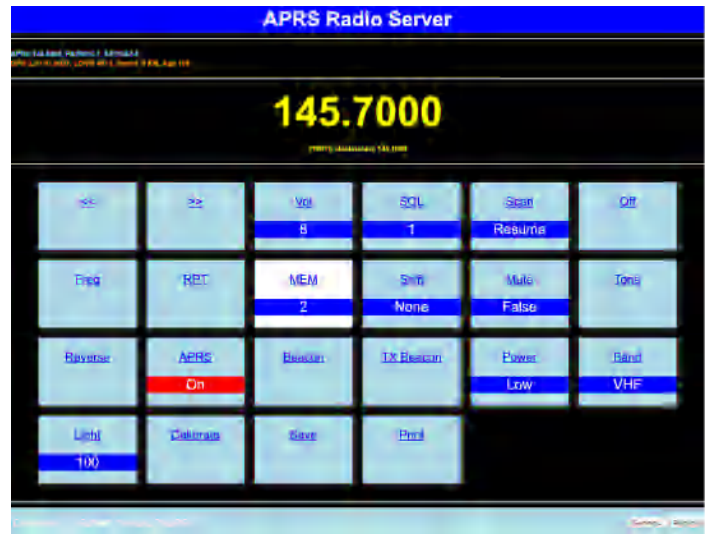 APRS Radio Server
145.7000
<< >> Vol SQL Scan Off
8 1 Resume
Freq RPT MEM Shift Mute Tone
2 None False
Reverse APRS Beacon TX Beacon Power Band
On Low VHF
Light Calibrate Save Print
100